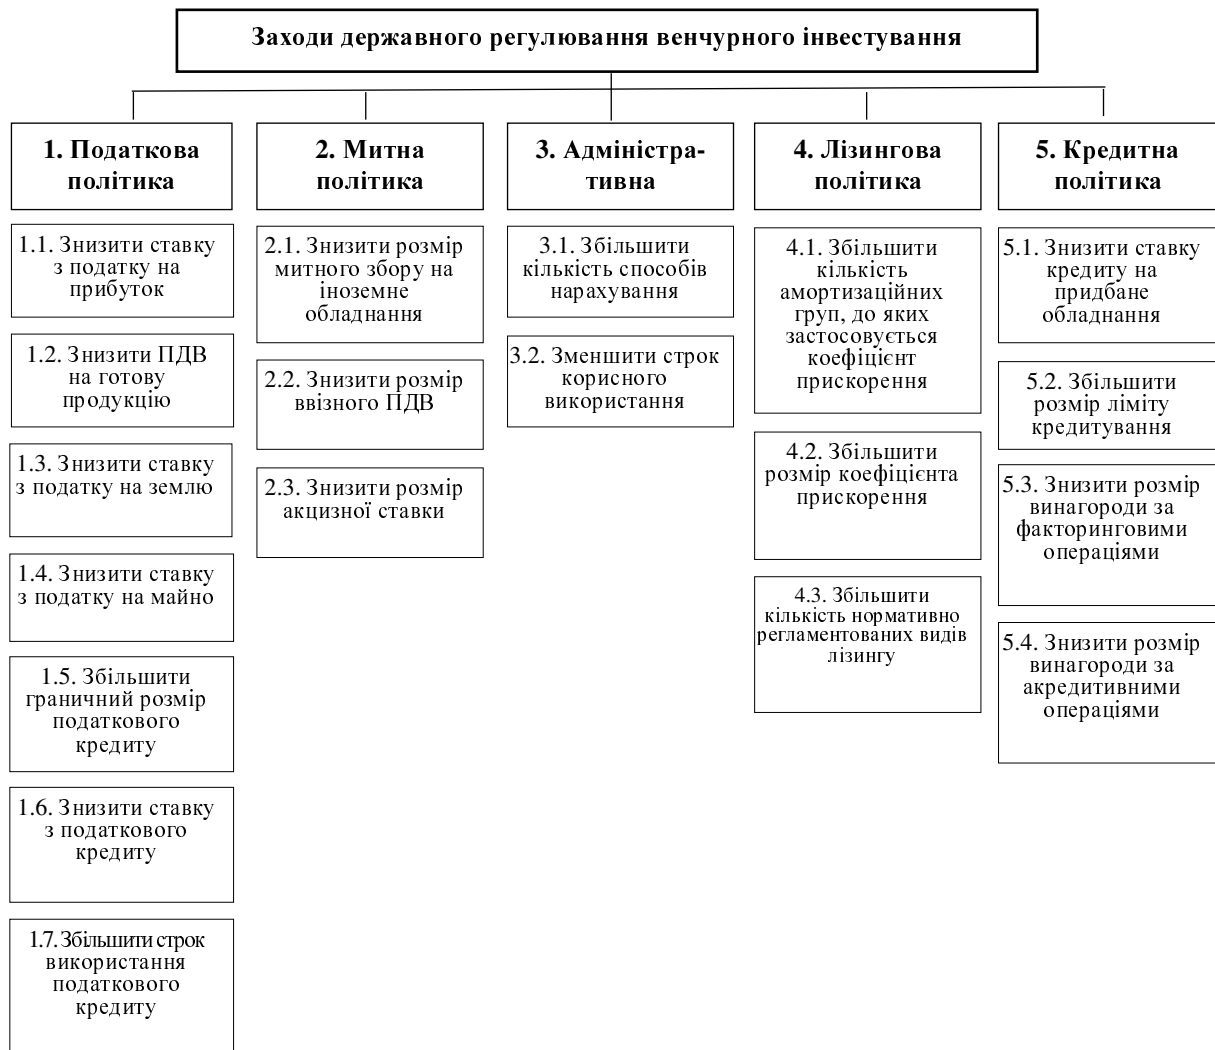 Заходи державного регулювання венчурного інвестування
1. Податкова
політика
2. Митна
політика
3. Адміністра-
тивна
4. Лізингова
політика
5. Кредитна
політика
1.1. Знизити ставку
з податку на
прибуток
1.2. Знизити ПДВ
на готову
продукцію
1.3. Знизити ставку
з податку на землю
1.4. Знизити ставку
з податку на майно
1.5. Збільшити
граничний розмір
податкового
кредиту
1.6. Знизити ставку
з податкового
кредиту
1.7. Збільшити строк
використання
податкового
кредиту
2.1. Знизити розмір
митного збору на
іноземне
обладнання
2.2. Знизити розмір
ввізного ПДВ
2.3. Знизити розмір
акцизної ставки
3.1. Збільшити
кількість способів
нарахування
3.2. Зменшити строк
корисного
використання
4.1. Збільшити
кількість
амортизаційних
груп, до яких
застосовується
коефіцієнт
прискорення
4.2. Збільшити
розмір коефіцієнта
прискорення
4.3. Збільшити
кількість нормативно
регламентованих видів
лізингу
5.1. Знизити ставку
кредиту на
придбане
обладнання
5.2. Збільшити
розмір ліміту
кредитування
5.3. Знизити розмір
винагороди за
факторинговими
операціями
5.4. Знизити розмір
винагороди за
акредитивними
операціями